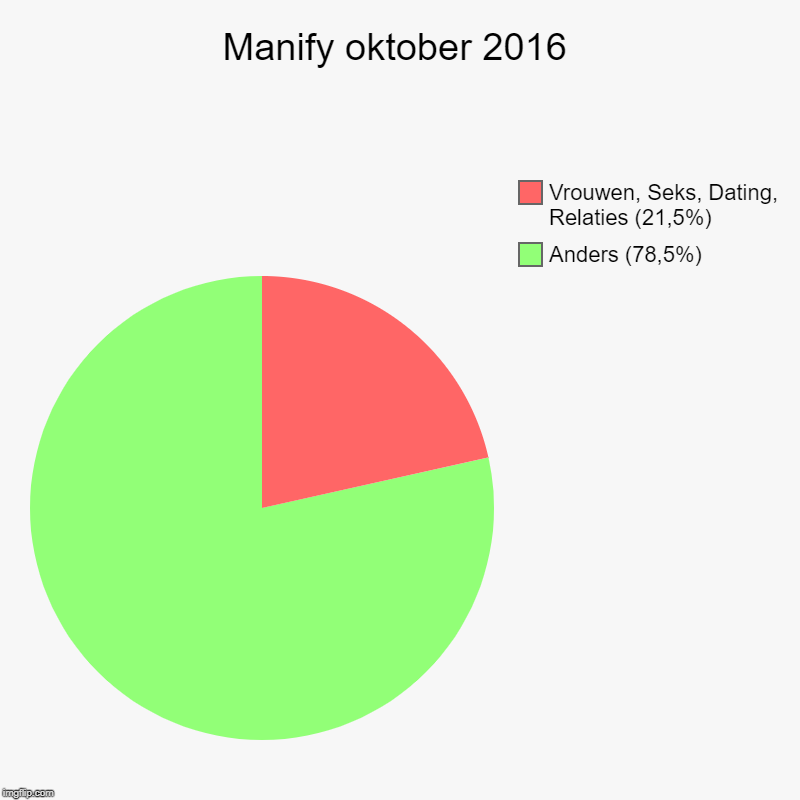 Manify oktober 2016
Vrouwen, Seks, Dating,
Relaties (21,5%)
Anders (78,5%)
imgflip.com